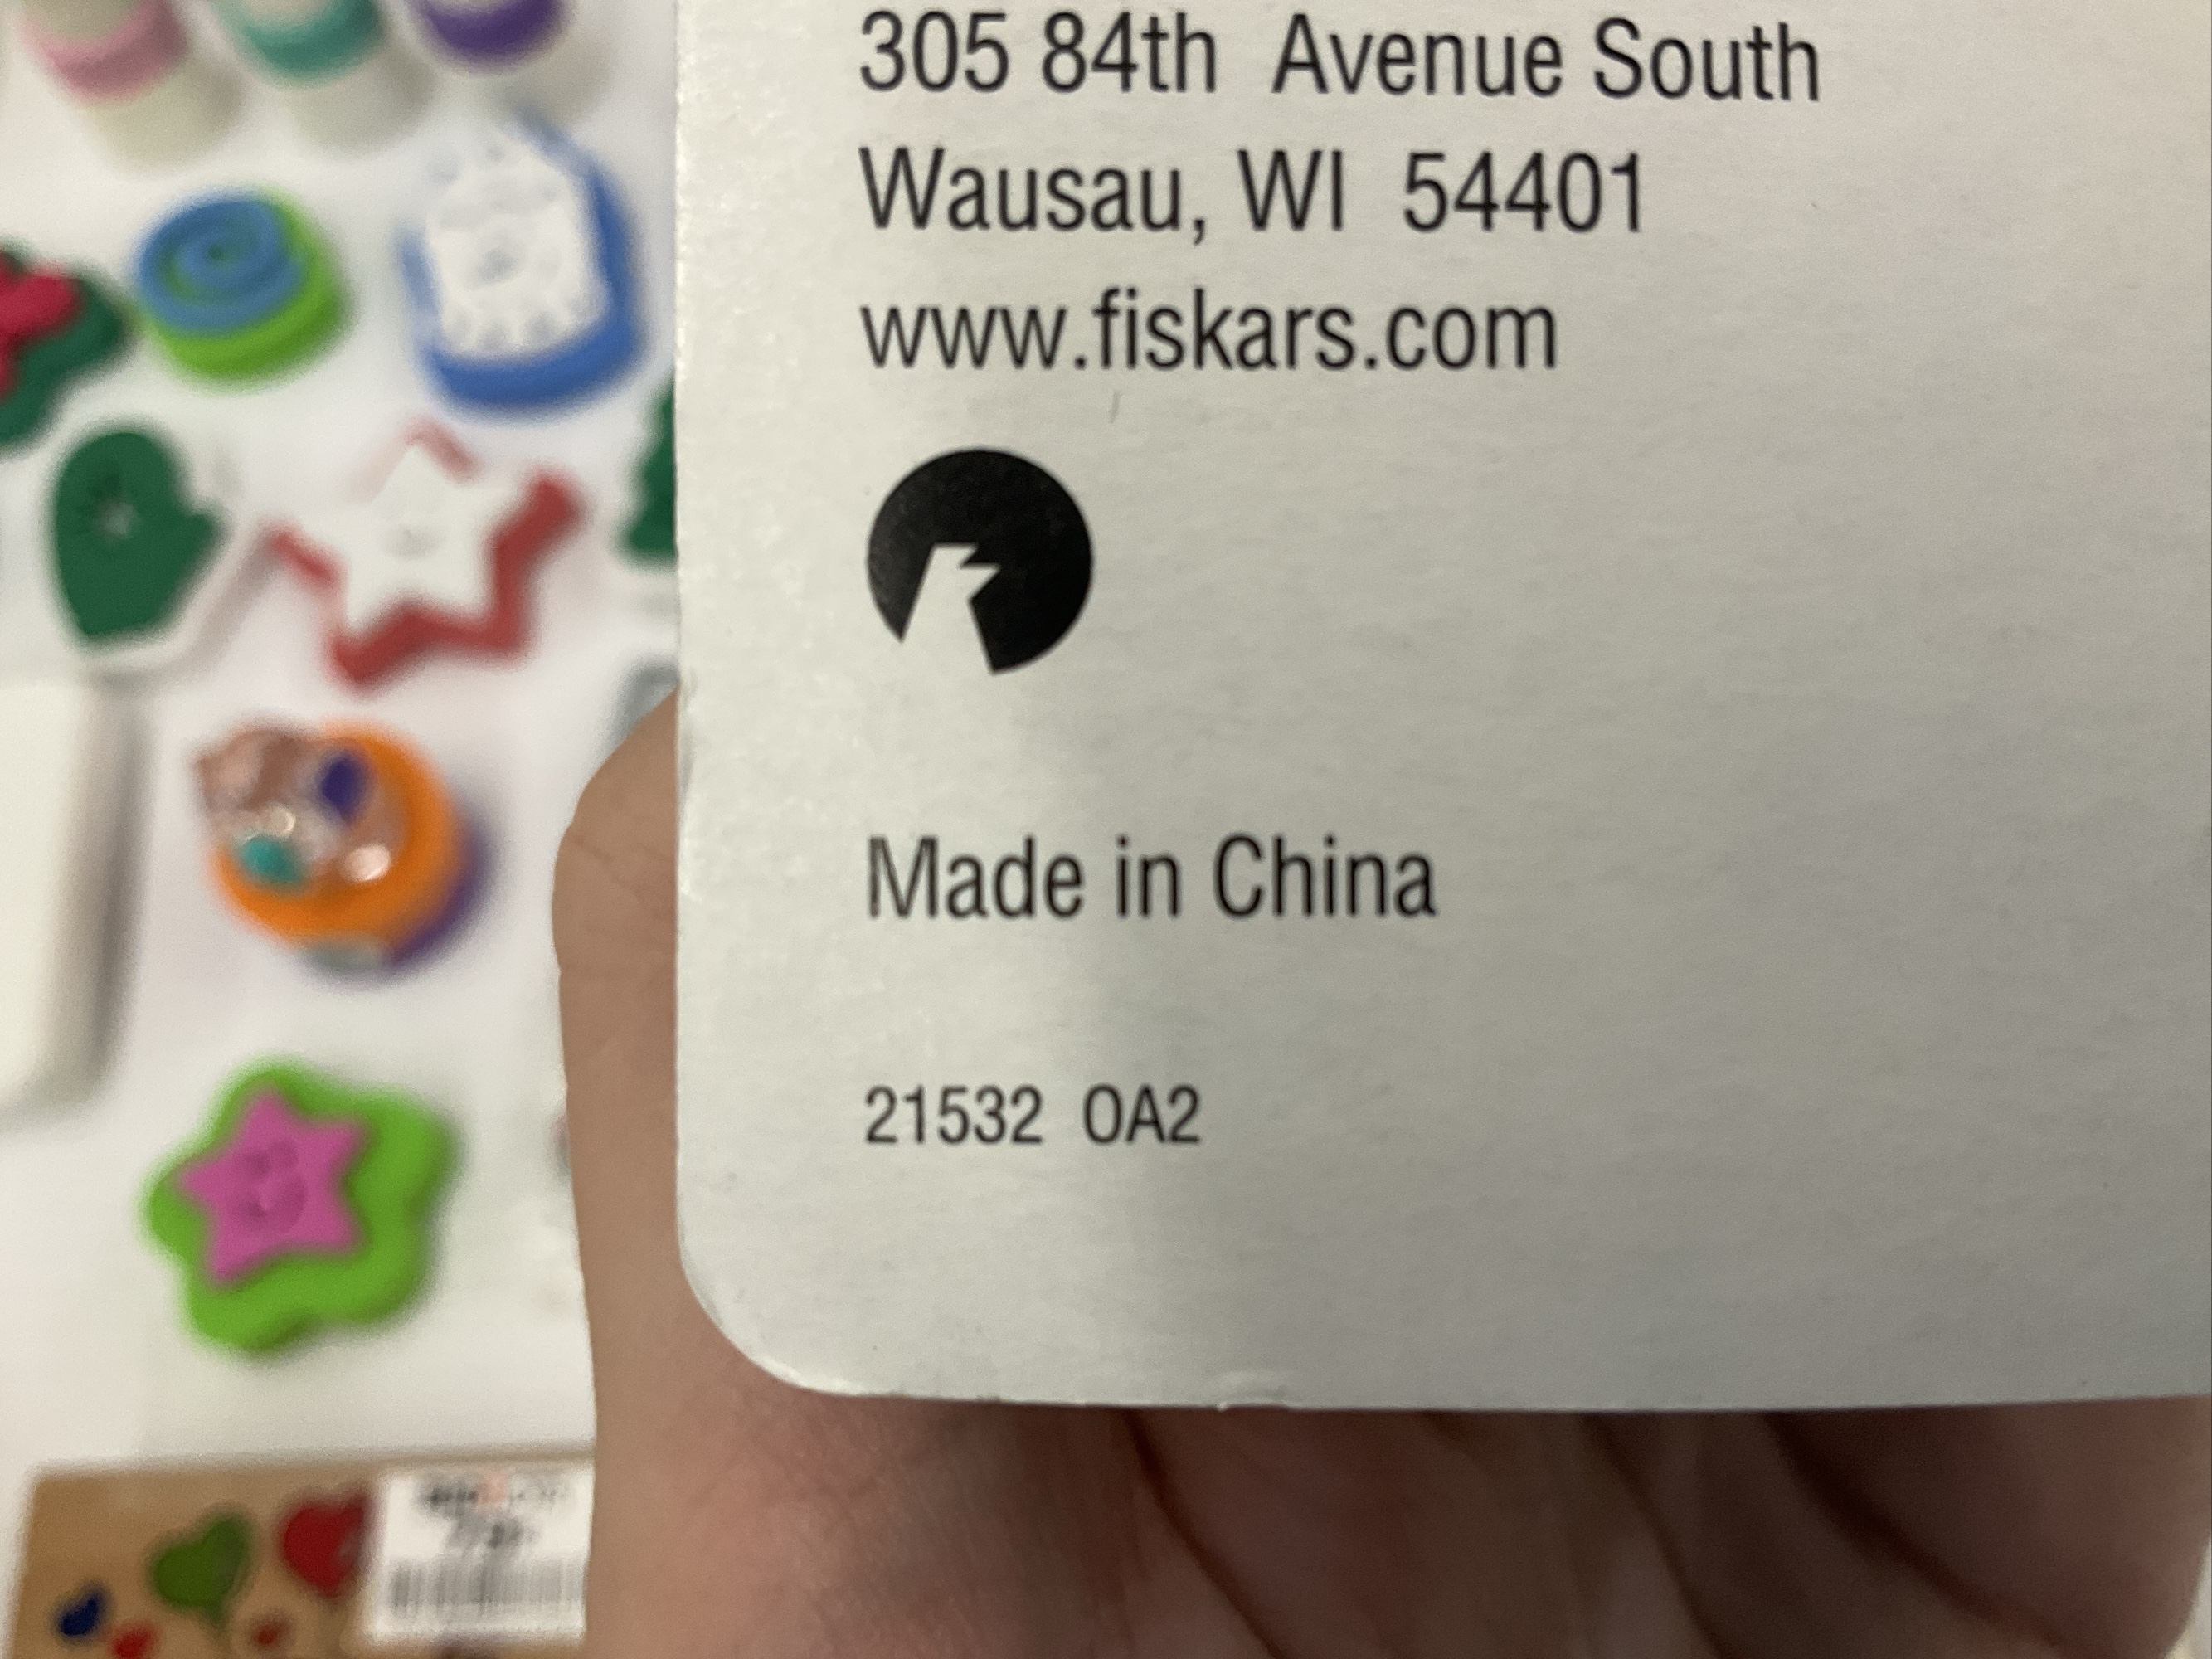 305 84th Avenue South
Wausau, WI 54401
www.fiskars.com
Made in China
21532 OA2